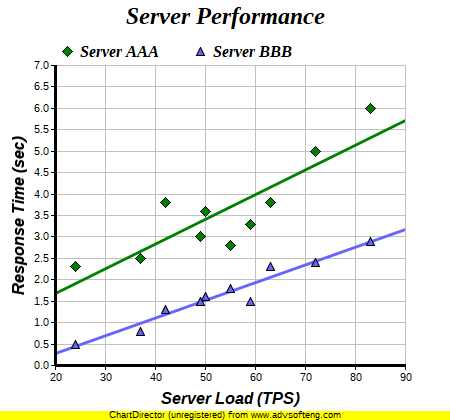 Server Performance
Server AAA Server BBB
7.0
6.5
6.0
5.5
5.0
4.5
4.0
3.5
3.0
2.5
2.0
1.5
1.0
0.5
0.0
Response Time (sec)
20 30 40 50 60 70 80 90
Server Load (TPS)
ChartDirector (unregistered) from www.advsofteng.com